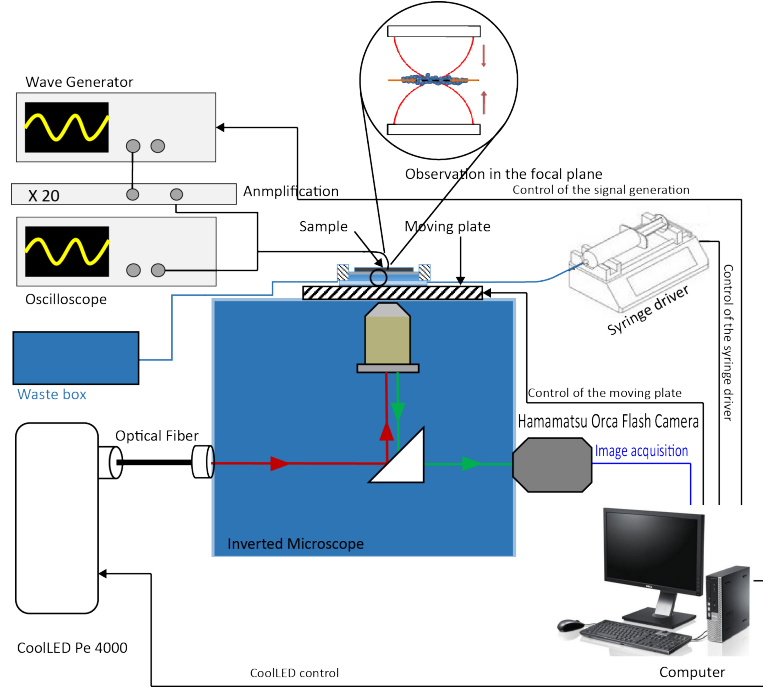 Wave Generator
Observation in the focal plane
Control of the signal generation
X 20
Anmplification
Sample
Moving plate
Oscilloscope
Syringe driver
Control of the syringe driver
Waste box
Control of the moving plate
Hamamatsu Orca Flash Camera
Optical Fiber
Image acquisition
Inverted Microscope
CoolLED Pe 4000
CoolLED control
Computer